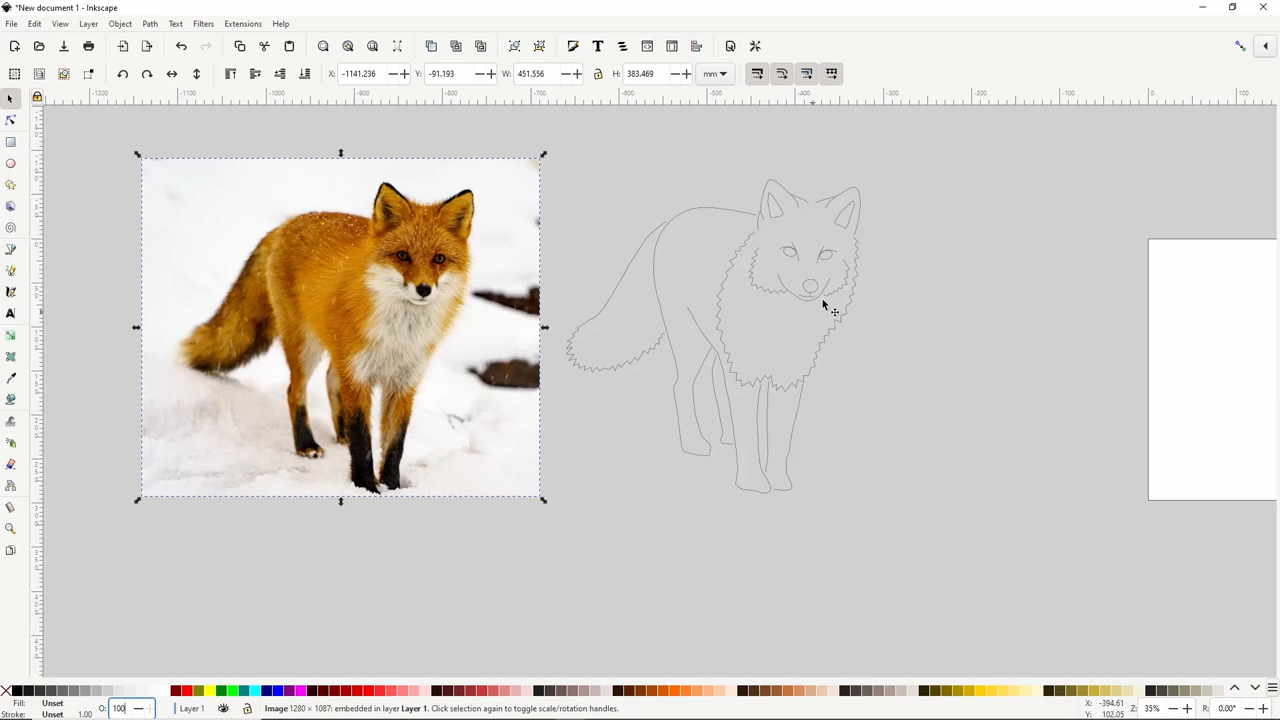 *New document 1 - Inkscape
File Edit View Layer Object Path Filters Extensions Help
X: -1141.236 Y: -91.193 W: 451.556 H: 383.469 mm
-1200 -1100 -1000 -900 -800 -700 -600 -500 -400 -300 -200 -100 0 100
Fill: Unset
Stroke: Unset 1.00
O: 100
Layer 1
Image 1280 × 1087: embedded in layer Layer 1. Click selection again to toggle scale/rotation handles.
X: -394.61
Y: 102.05
Z: 35% R: 0.00°